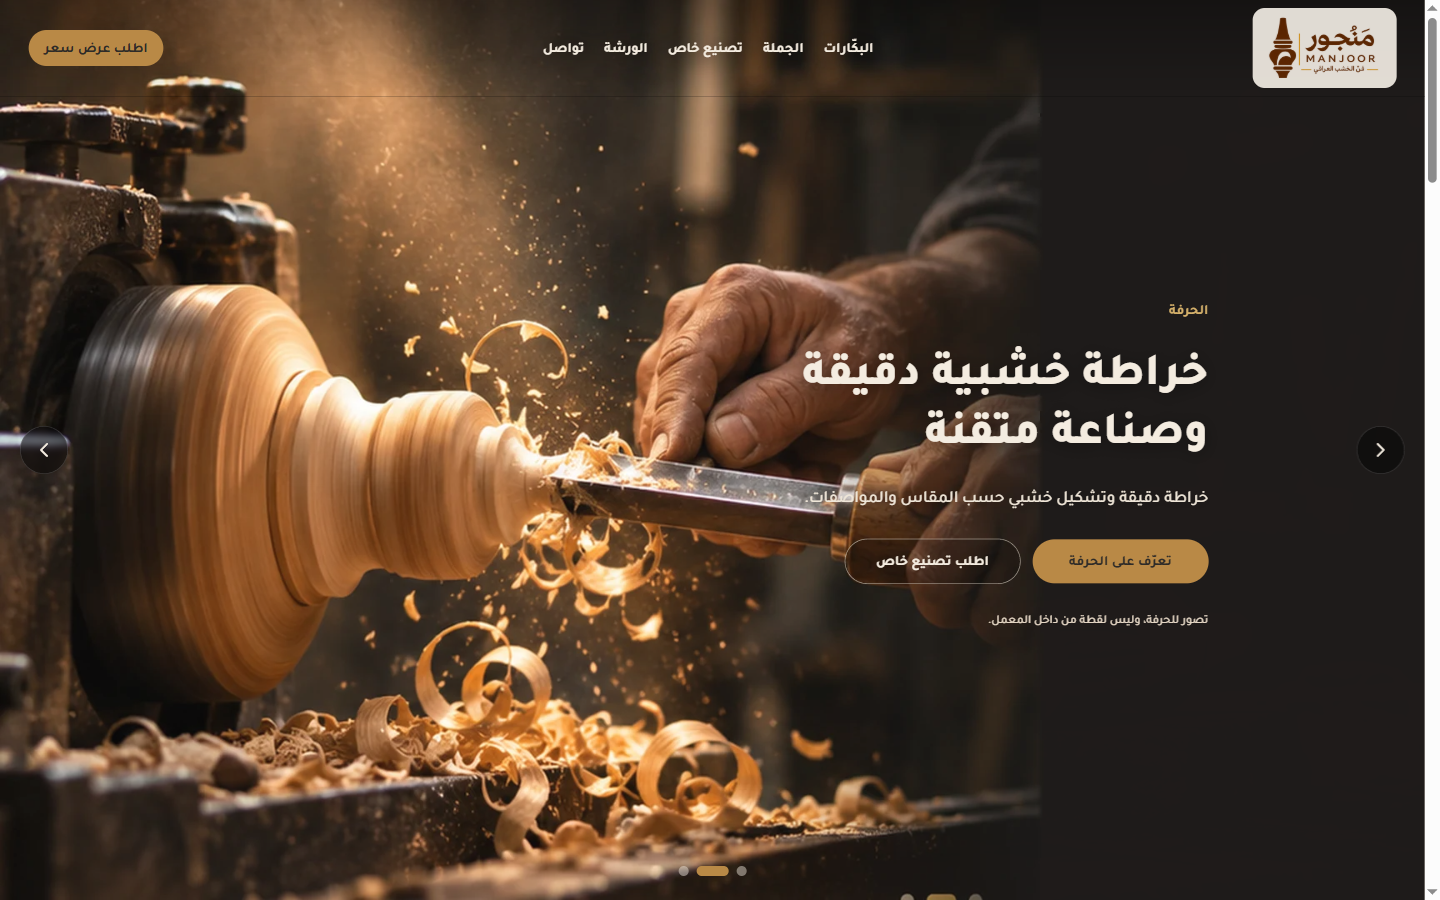 مَنْجور
MANJOOR
فنّ الخشب العراقي
البكّارات
الجملة
تصنيع خاص
الورشة
تواصل
اطلب عرض سعر
الحرفة
خراطة خشبية دقيقة
وصناعة متقنة
خراطة دقيقة وتشكيل خشبي حسب المقاس والمواصفات.
تعرّف على الحرفة
اطلب تصنيع خاص
تصور للحرفة، وليس لقطة من داخل المعمل.